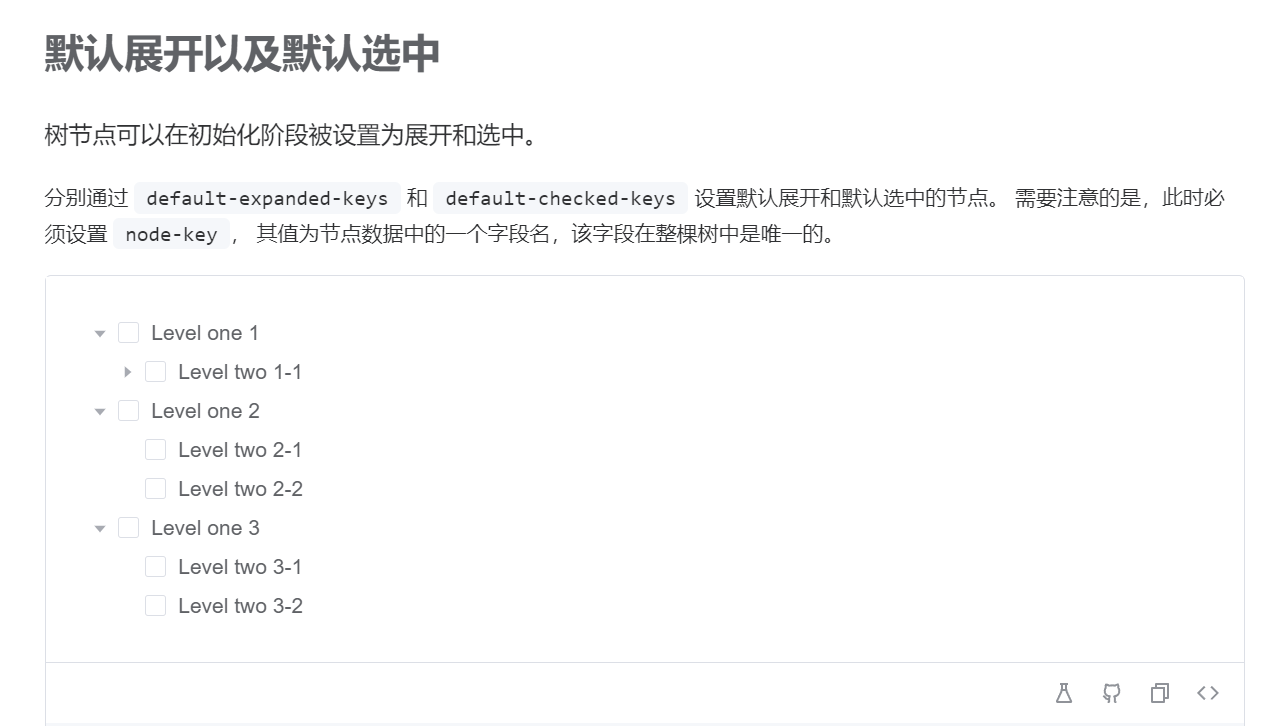 默认展开以及默认选中
树节点可以在初始化阶段被设置为展开和选中。
分别通过 default-expanded-keys 和 default-checked-keys 设置默认展开和默认选中的节点。 需要注意的是，此时必
须设置 node-key ， 其值为节点数据中的一个字段名，该字段在整棵树中是唯一的。
Level one 1
Level two 1-1
Level one 2
Level two 2-1
Level two 2-2
Level one 3
Level two 3-1
Level two 3-2